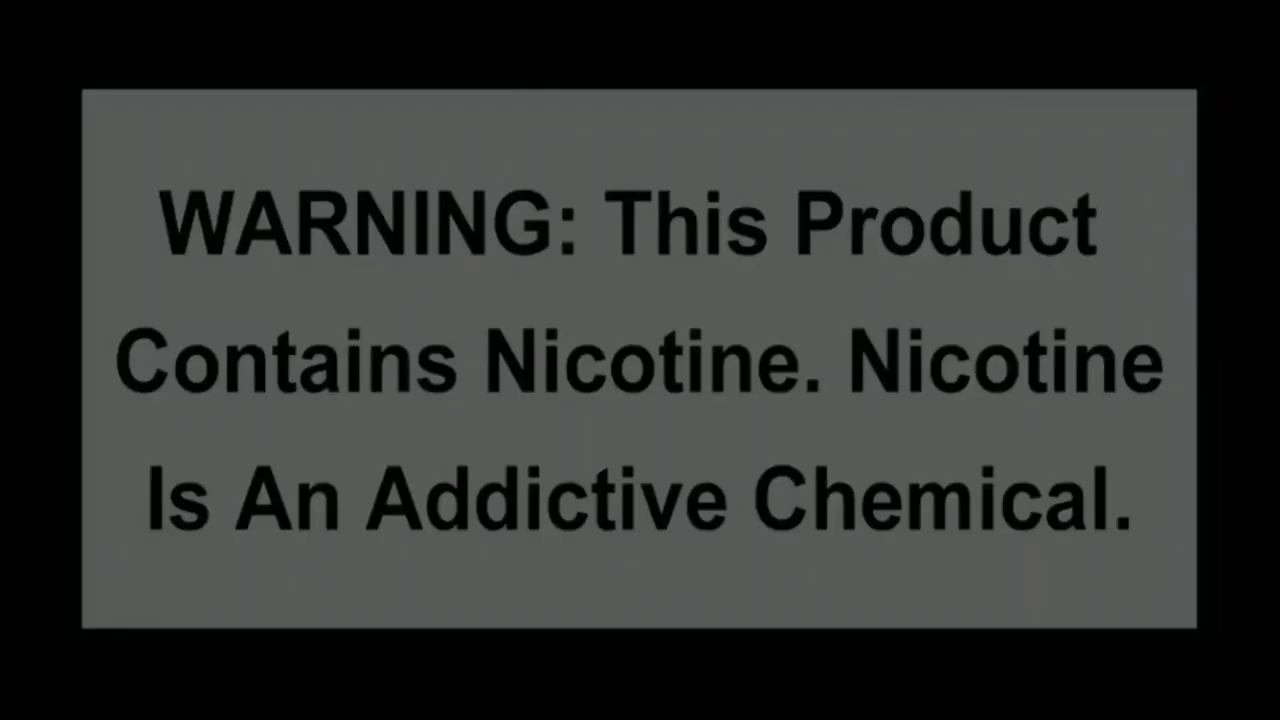 WARNING: This Product
Contains Nicotine. Nicotine
Is An Addictive Chemical.